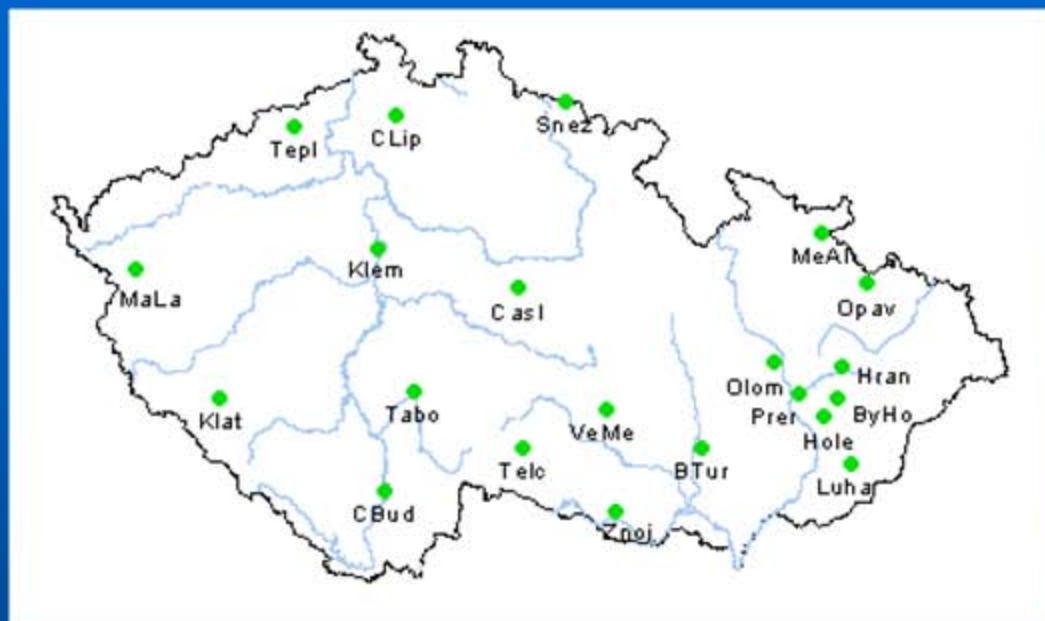 Snez
CLip
Tepl
MeAl
Klem
MaLa
Opav
Casl
Hran
Olom
Tabo
Prer
ByHo
Klat
VeMe
Hole
Telc
BTur
Luha
CBud
Znoj